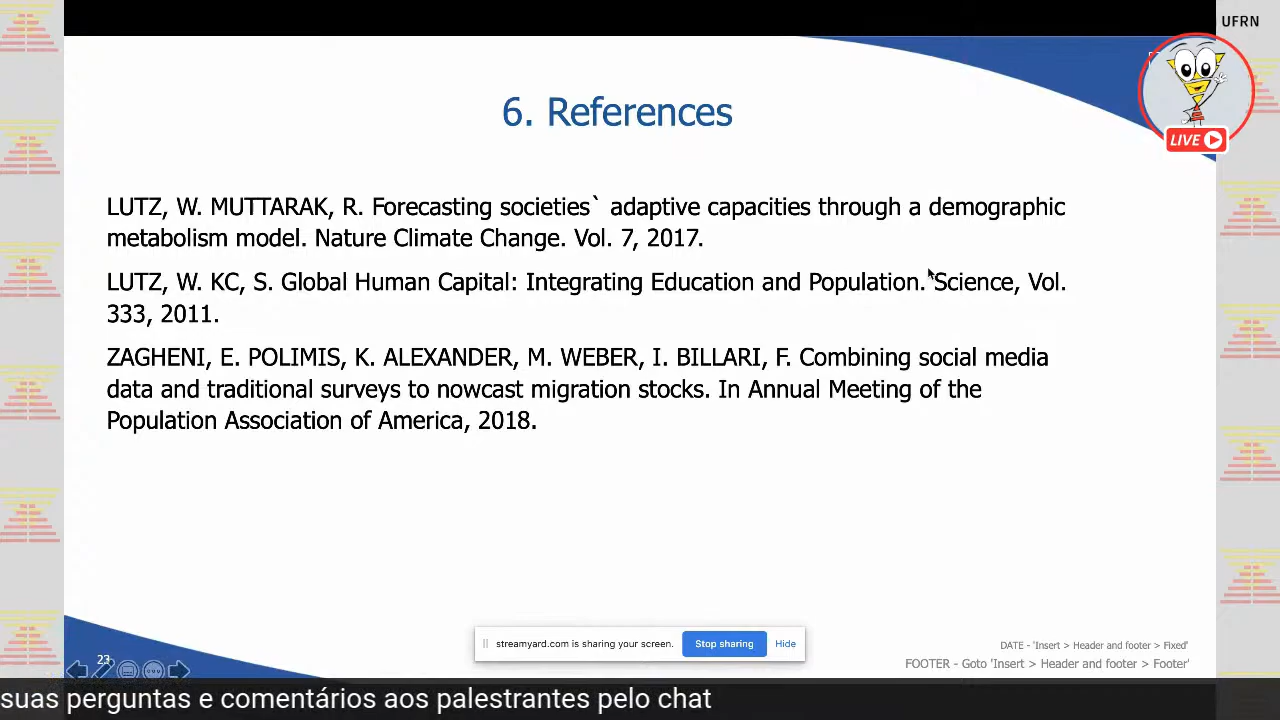 UFRN
LIVE
6. References
LUTZ, W. MUTTARAK, R. Forecasting societies` adaptive capacities through a demographic
metabolism model. Nature Climate Change. Vol. 7, 2017.
LUTZ, W. KC, S. Global Human Capital: Integrating Education and Population. Science, Vol.
333, 2011.
ZAGHENI, E. POLIMIS, K. ALEXANDER, M. WEBER, I. BILLARI, F. Combining social media
data and traditional surveys to nowcast migration stocks. In Annual Meeting of the
Population Association of America, 2018.
streamyard.com is sharing your screen. Stop sharing Hide
DATE - 'Insert > Header and footer > Fixed'
23
FOOTER - Goto 'Insert > Header and footer > Footer'
suas perguntas e comentários aos palestrantes pelo chat